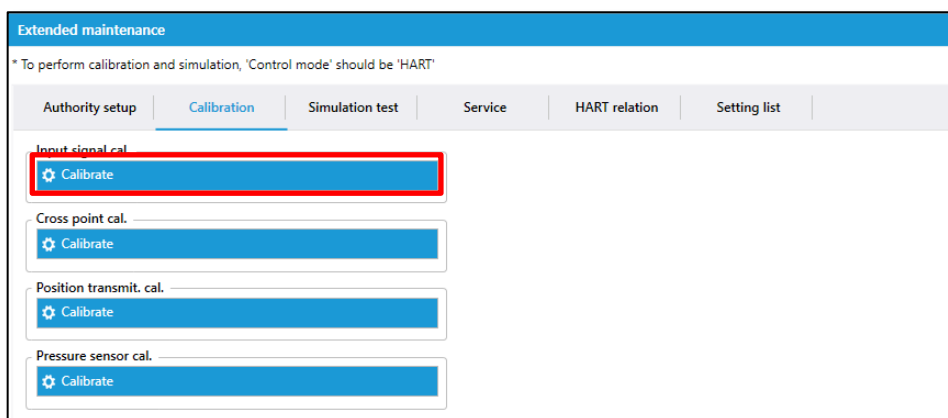 Extended maintenance
* To perform calibration and simulation, 'Control mode' should be 'HART'
Authority setup Calibration Simulation test Service HART relation Setting list
Input signal cal.
Calibrate
Cross point cal.
Calibrate
Position transmit. cal.
Calibrate
Pressure sensor cal.
Calibrate